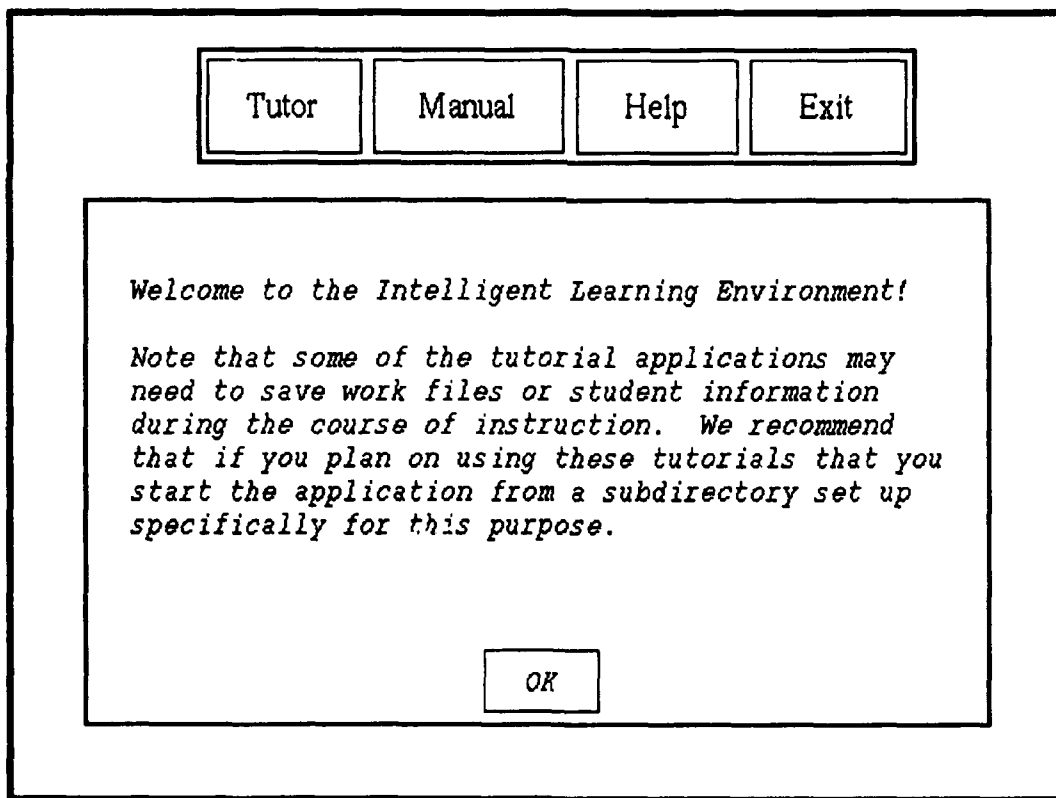 Tutor Manual Help Exit
Welcome to the Intelligent Learning Environment!
Note that some of the tutorial applications may
need to save work files or student information
during the course of instruction. We recommend
that if you plan on using these tutorials that you
start the application from a subdirectory set up
specifically for this purpose.
OK